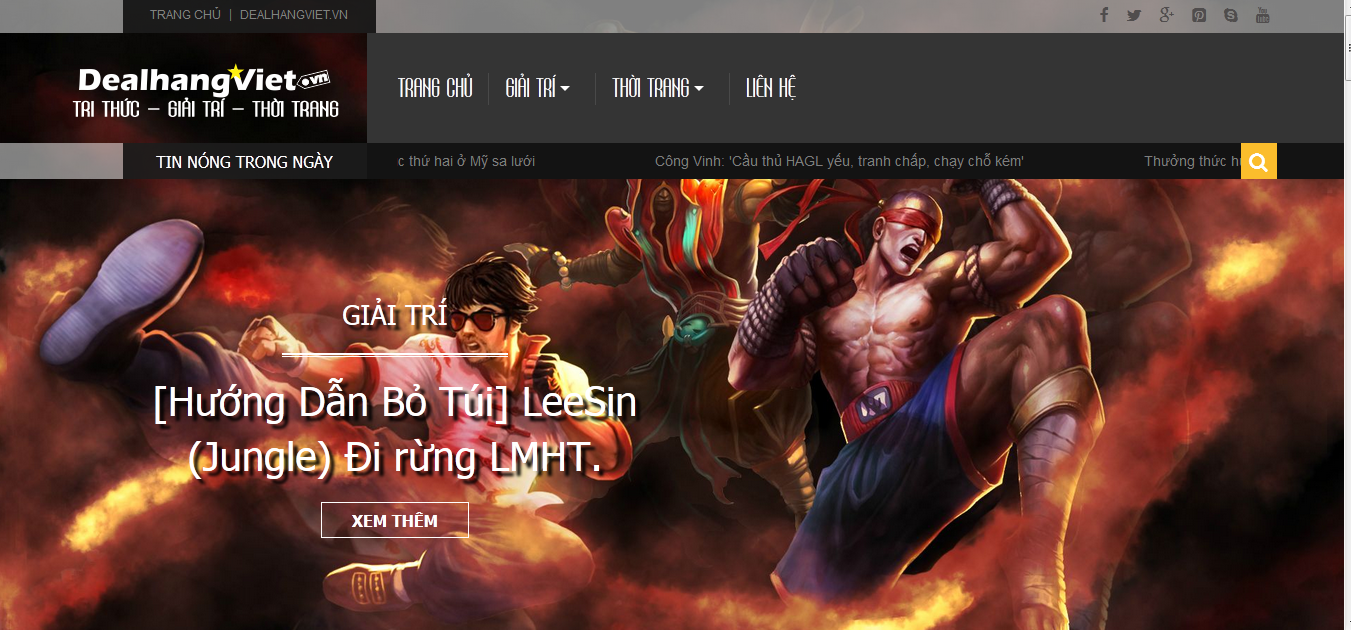 TRANG CHỦ | DEALHANGVIET.VN
DealhangViet.vn
TRI THỨC – GIẢI TRÍ – THỜI TRANG
TRANG CHỦ GIẢI TRÍ THỜI TRANG LIÊN HỆ
TIN NÓNG TRONG NGÀY
c thứ hai ở Mỹ sa lưới Công Vinh: 'Cầu thủ HAGL yếu, tranh chấp, chạy chỗ kém' Thưởng thức
GIẢI TRÍ
[Hướng Dẫn Bỏ Túi] LeeSin
(Jungle) Đi rừng LMHT.
XEM THÊM